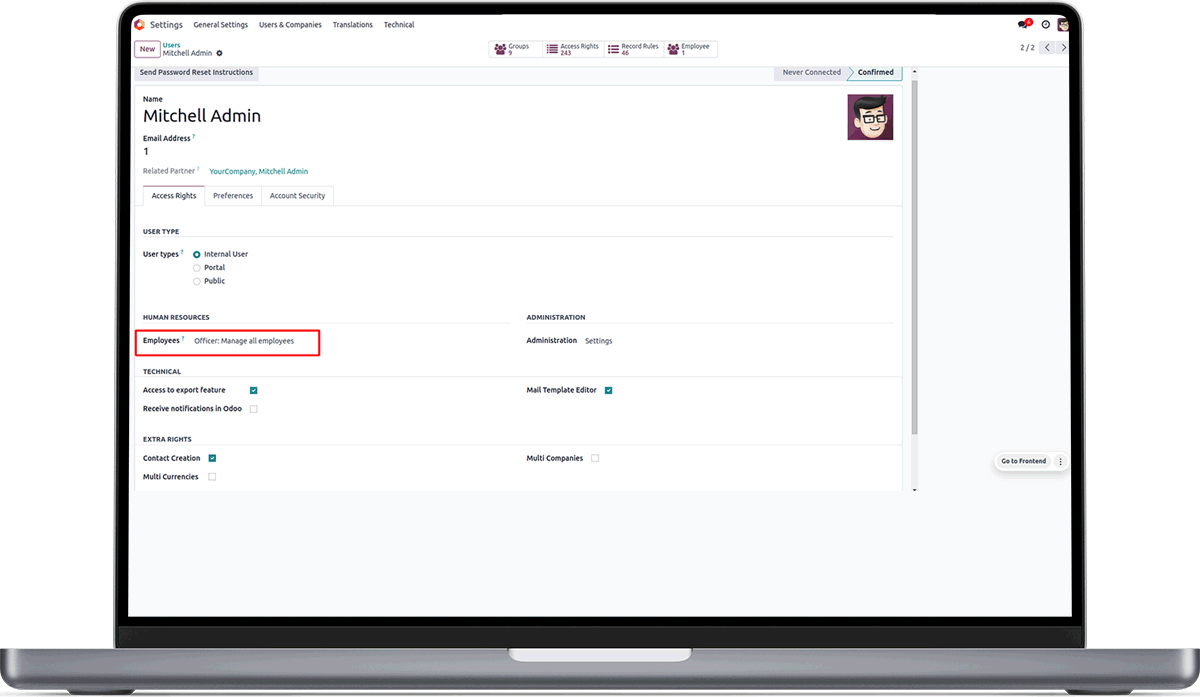 Settings General Settings Users & Companies Translations Technical
6
New Users
Mitchell Admin
Groups 9
Access Rights 243
Record Rules 46
Employee 1
2 / 2
Send Password Reset Instructions
Never Connected Confirmed
Name
Mitchell Admin
Email Address ?
1
Related Partner ? YourCompany, Mitchell Admin
Access Rights Preferences Account Security
USER TYPE
User types ? Internal User
Portal
Public
HUMAN RESOURCES ADMINISTRATION
Employees ? Officer: Manage all employees Administration Settings
TECHNICAL
Access to export feature Mail Template Editor
Receive notifications in Odoo
EXTRA RIGHTS
Contact Creation Multi Companies
Go to Frontend
Multi Currencies